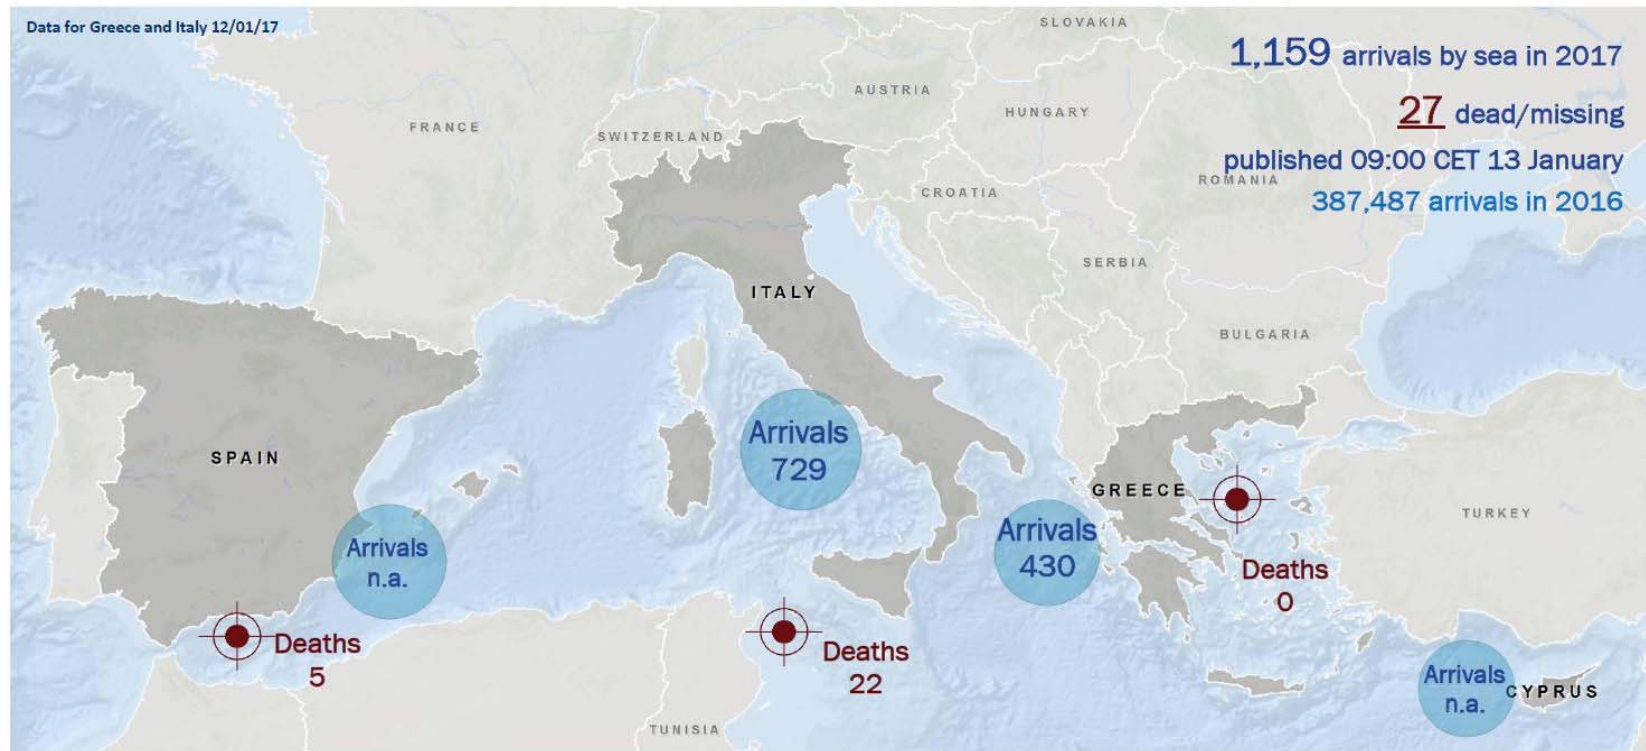 Data for Greece and Italy 12/01/17
SLOVAKIA
1,159 arrivals by sea in 2017
AUSTRIA
HUNGARY
27 dead/missing
FRANCE
SWITZERLAND
published 09:00 CET 13 January
ROMANIA
CROATIA
387,487 arrivals in 2016
SERBIA
ITALY
BULGARIA
SPAIN
Arrivals
729
GREECE
TURKEY
Arrivals
n.a.
Arrivals
430
Deaths
0
Deaths
5
Deaths
22
Arrivals
n.a.
CYPRUS
TUNISIA